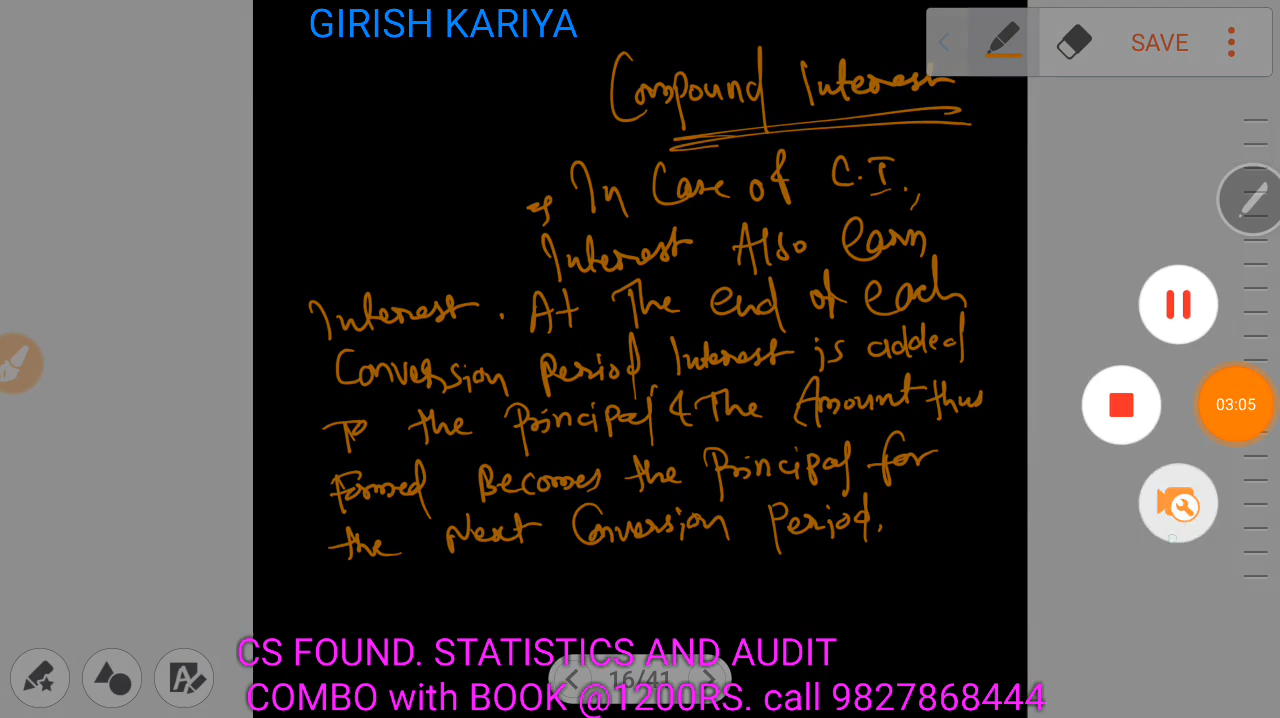 GIRISH KARIYA
SAVE
Compound Interest
In Case of C.I.,
Interest Also earn
Interest. At The end of each
Conversion period Interest is added
To the Principal & The Amount thus
Formed Becomes the Principal for
the Next Conversion Period.
03:05
CS FOUND. STATISTICS AND AUDIT
16/41
COMBO with BOOK @1200RS. call 9827868444